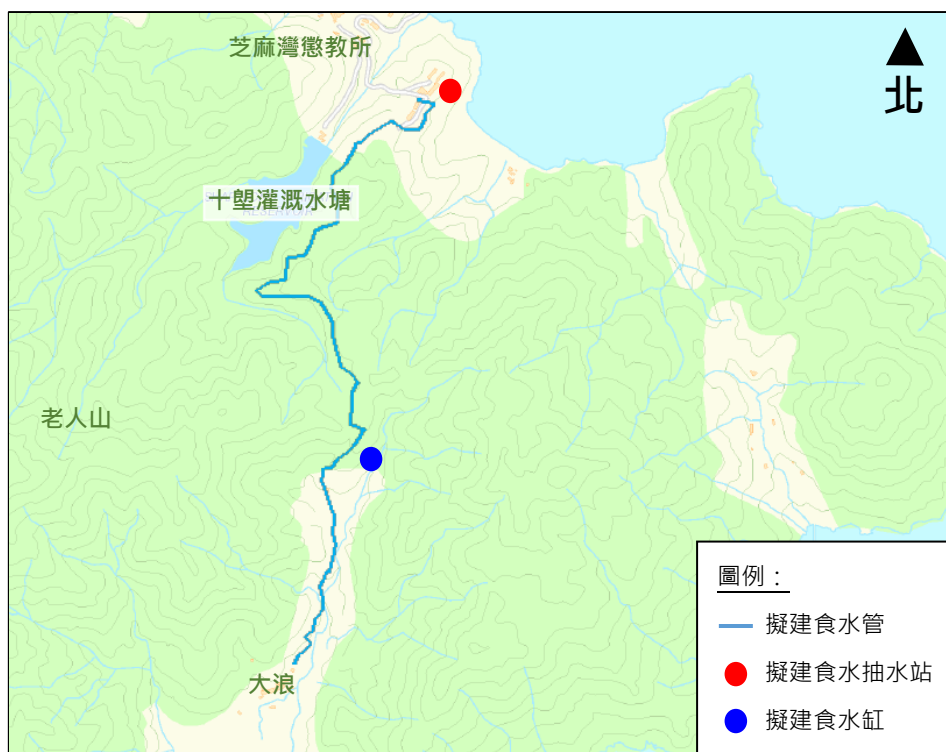 芝麻灣懲教所
北
十塱灌溉水塘
RESERVOIR
老人山
大浪
圖例：
擬建食水管
擬建食水抽水站
擬建食水缸